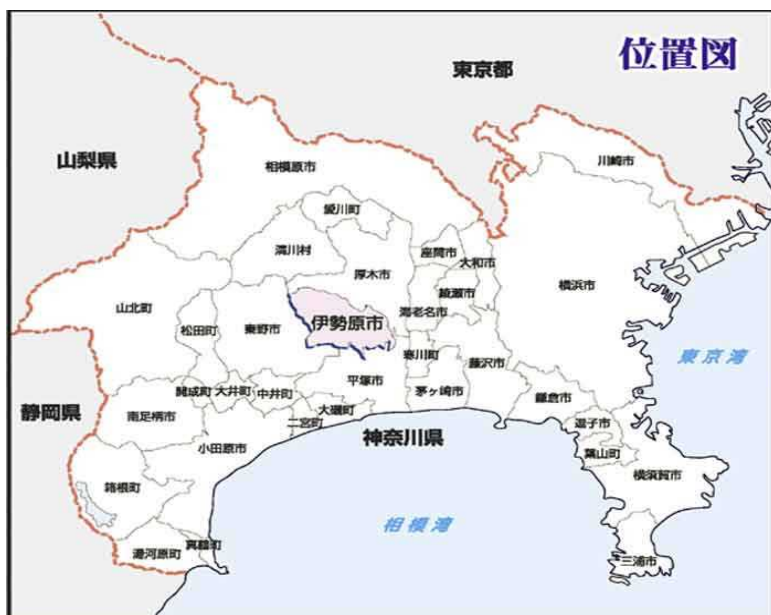 位置図
東京都
川崎市
山梨県
相模原市
愛川町
清川村
座間市
大和市
厚木市
横浜市
綾瀬市
山北町
海老名市
伊勢原市
松田町
秦野市
寒川町
藤沢市
東京湾
平塚市
開成町
大井町
中井町
茅ヶ崎市
鎌倉市
静岡県
南足柄市
大磯町
二宮町
逗子市
神奈川県
小田原市
葉山町
横須賀市
箱根町
相模湾
真鶴町
湯河原町
三浦市